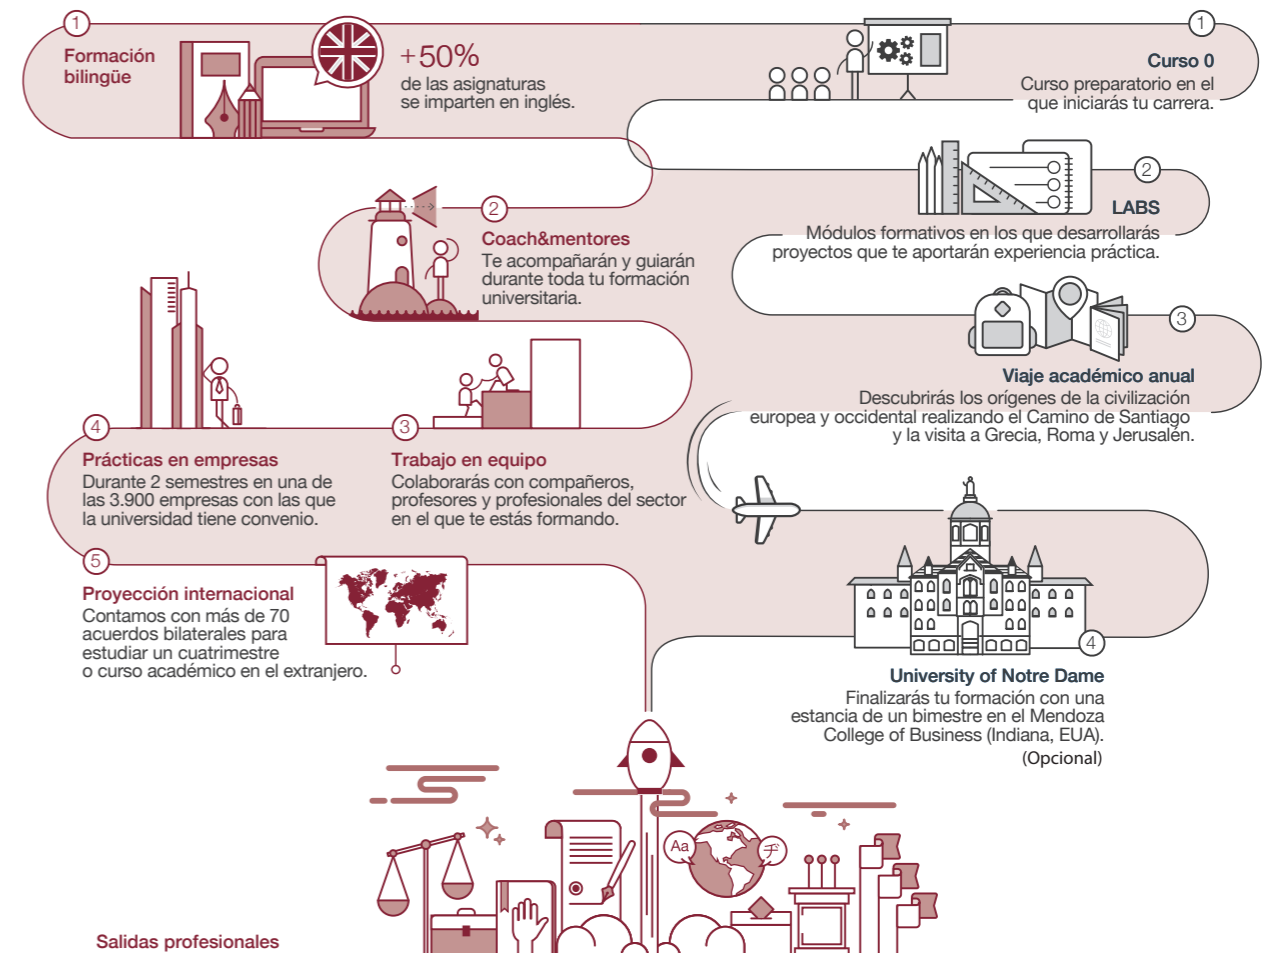 1
Formación
bilingüe
+50%
de las asignaturas
se imparten en inglés.
2
Coach&mentores
Te acompañarán y guiarán
durante toda tu formación
universitaria.
3
Trabajo en equipo
Colaborarás con compañeros,
profesores y profesionales del sector
en el que te estás formando.
4
Prácticas en empresas
Durante 2 semestres en una de
las 3.900 empresas con las que
la universidad tiene convenio.
5
Proyección internacional
Contamos con más de 70
acuerdos bilaterales para
estudiar un cuatrimestre
o curso académico en el extranjero.
1
Curso 0
Curso preparatorio en el
que iniciarás tu carrera.
2
LABS
Módulos formativos en los que desarrollarás
proyectos que te aportarán experiencia práctica.
3
Viaje académico anual
Descubrirás los orígenes de la civilización
europea y occidental realizando el Camino de Santiago
y la visita a Grecia, Roma y Jerusalén.
4
University of Notre Dame
Finalizarás tu formación con una
estancia de un bimestre en el Mendoza
College of Business (Indiana, EUA).
(Opcional)
Aa
ヂ
Salidas profesionales